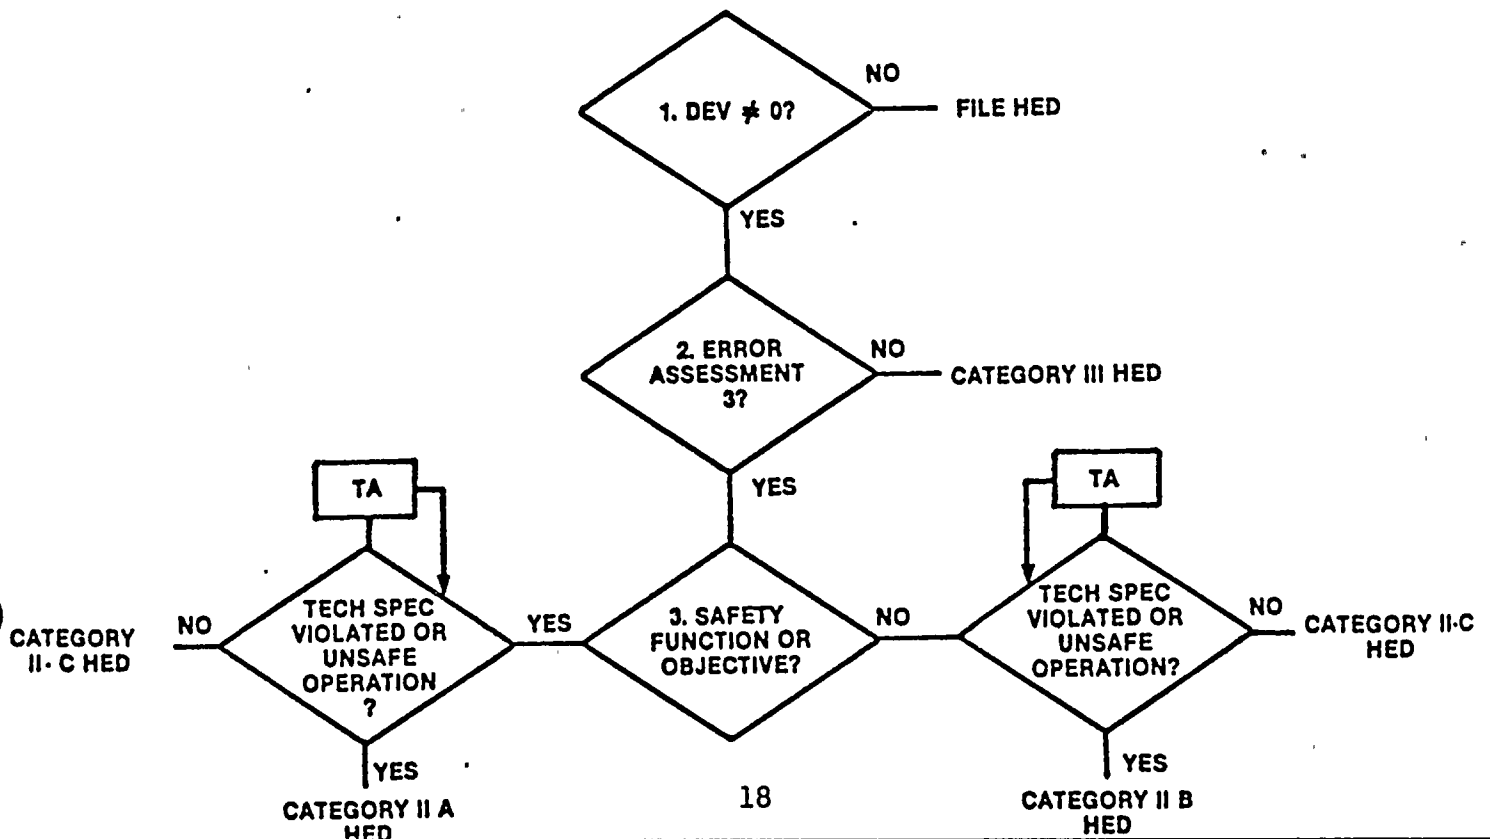 NO
1. DEV ≠ 0?
FILE HED
YES
2. ERROR
ASSESSMENT
3?
NO
CATEGORY III HED
YES
TA
TA
TECH SPEC
VIOLATED OR
UNSAFE
OPERATION
?
NO
CATEGORY
II - C HED
YES
3. SAFETY
FUNCTION OR
OBJECTIVE?
NO
TECH SPEC
VIOLATED OR
UNSAFE
OPERATION?
NO
CATEGORY II-C
HED
YES
CATEGORY II A
HED
18
YES
CATEGORY II B
HED